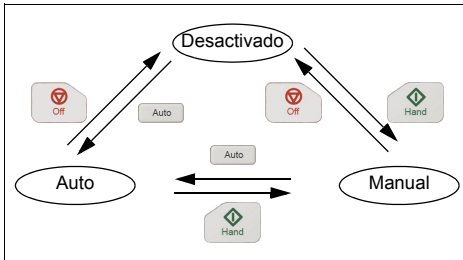 Desactivado
Off
Auto
Off
Hand
Auto
Auto
Manual
Hand